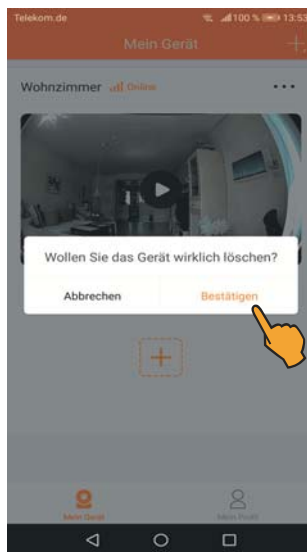 Telekom.de 100 % 13:53
Mein Gerät
Wohnzimmer Online
Wollen Sie das Gerät wirklich löschen?
Abbrechen Bestätigen
Mein Gerät Mein Profil